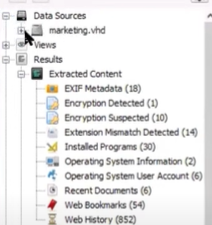 Data Sources
marketing.vhd
Views
Results
Extracted Content
EXIF Metadata (18)
Encryption Detected (1)
Encryption Suspected (10)
Extension Mismatch Detected (14)
Installed Programs (30)
Operating System Information (2)
Operating System User Account (6)
Recent Documents (6)
Web Bookmarks (54)
Web History (852)